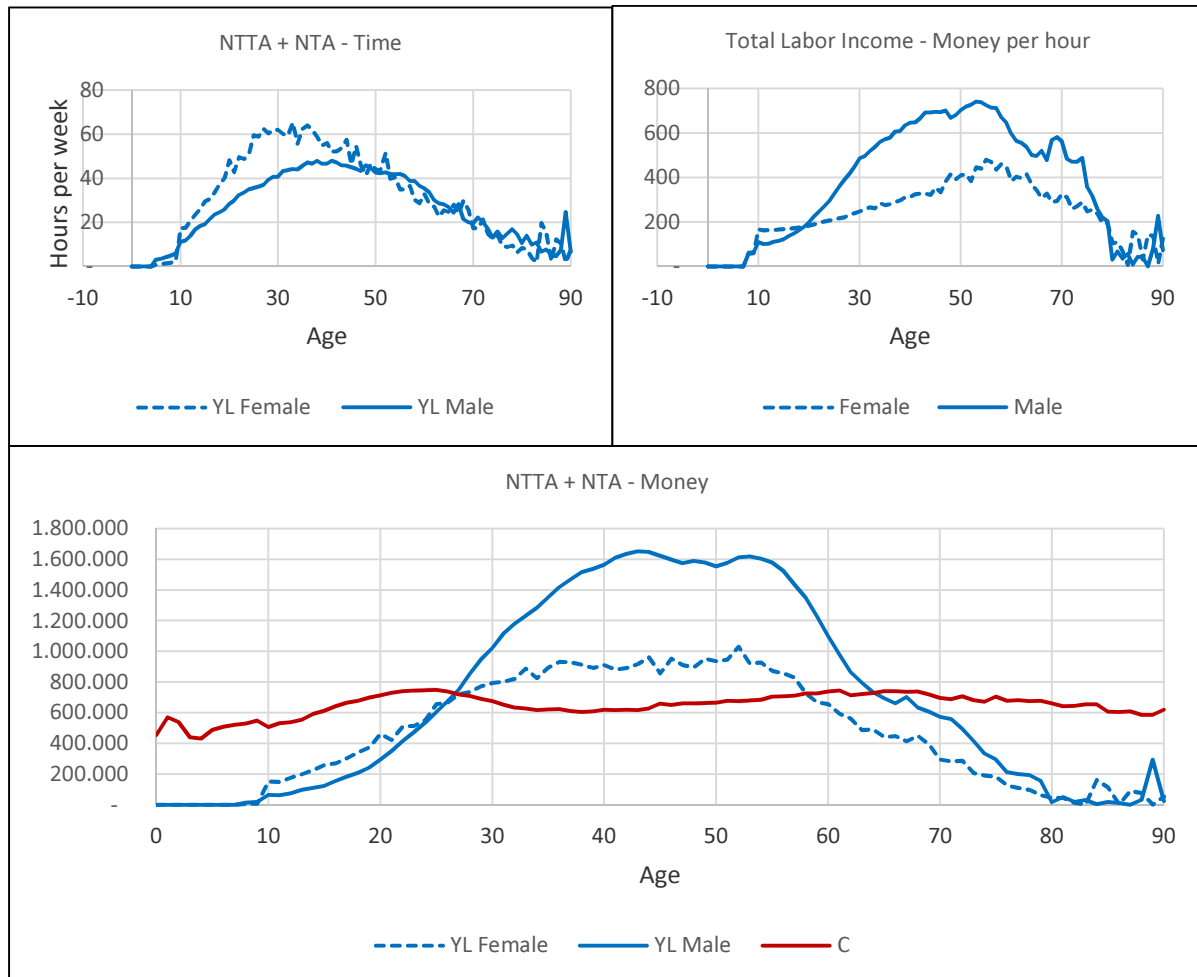 NTTA + NTA - Time
Hours per week
80
60
40
20
-
-10 10 30 50 70 90
Age
YL Female YL Male
Total Labor Income - Money per hour
800
600
400
200
-
-10 10 30 50 70 90
Age
Female Male
NTTA + NTA - Money
1.800.000
1.600.000
1.400.000
1.200.000
1.000.000
800.000
600.000
400.000
200.000
-
0 10 20 30 40 50 60 70 80 90
Age
YL Female YL Male C